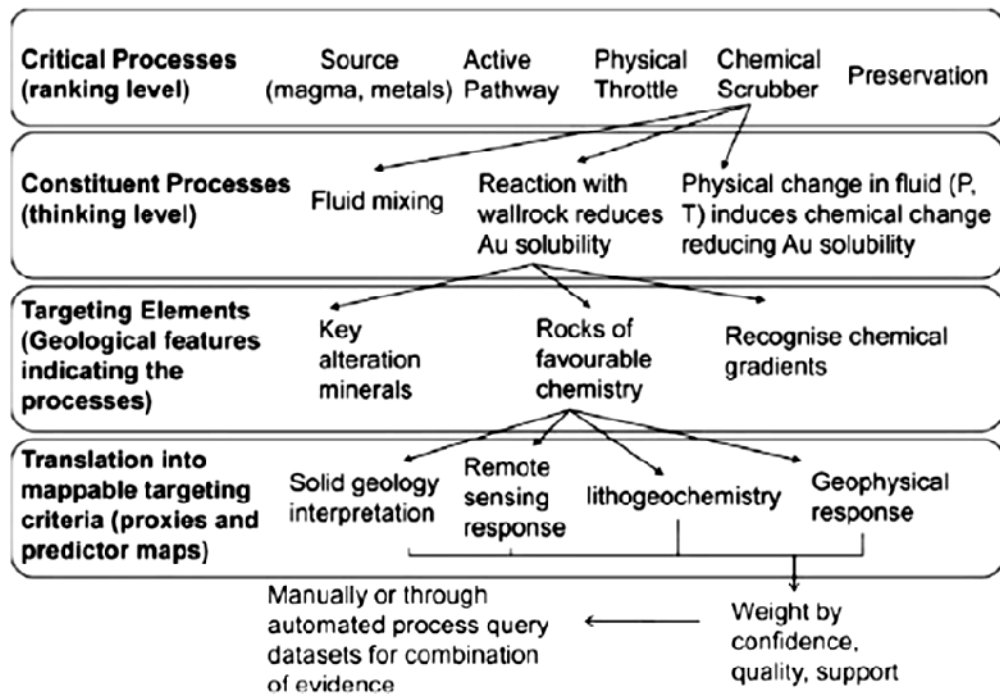 Critical Processes
(ranking level)
Source
(magma, metals)
Active
Pathway
Physical
Throttle
Chemical
Scrubber
Preservation
Constituent Processes
(thinking level)
Fluid mixing
Reaction with
wallrock reduces
Au solubility
Physical change in fluid (P,
T) induces chemical change
reducing Au solubility
Targeting Elements
(Geological features
indicating the
processes)
Key
alteration
minerals
Rocks of
favourable
chemistry
Recognise chemical
gradients
Translation into
mappable targeting
criteria (proxies and
predictor maps)
Solid geology
interpretation
Remote
sensing
response
lithogeochemistry
Geophysical
response
Manually or through
automated process query
datasets for combination
of evidence
Weight by
confidence,
quality, support